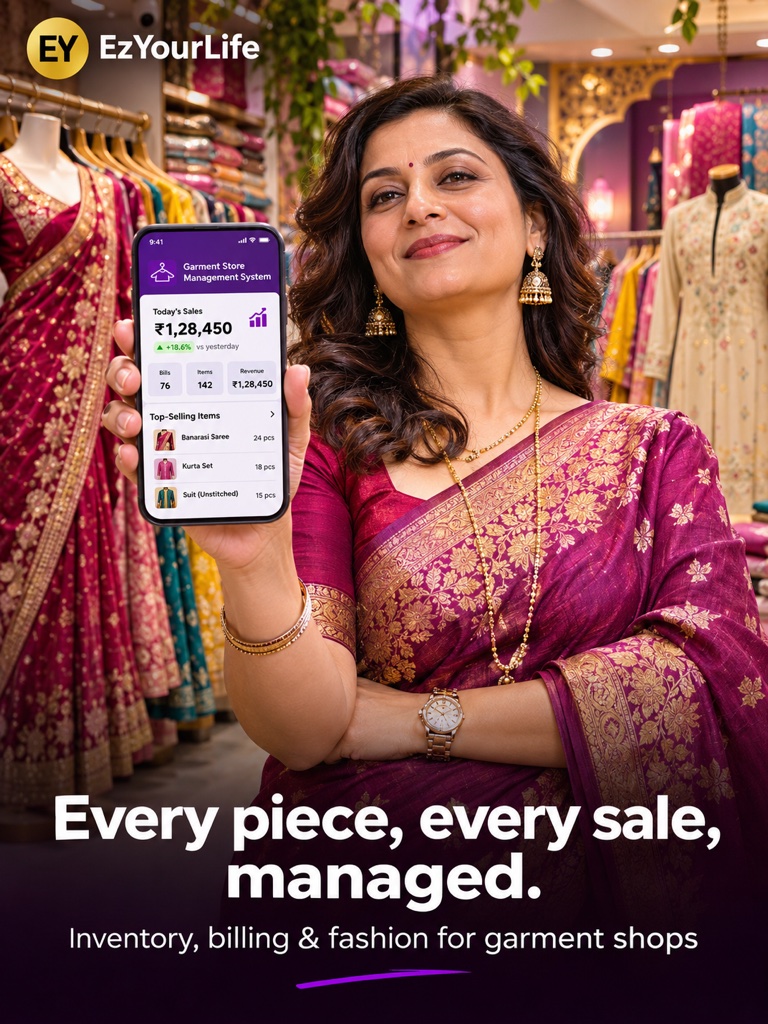 EY EzYourLife
9:41
Garment Store
Management System
Today's Sales
₹1,28,450
▲ +18.6% vs yesterday
Bills
76
Items
142
Revenue
₹1,28,450
Top-Selling Items >
Banarasi Saree 24 pcs
Kurta Set 18 pcs
Suit (Unstitched) 15 pcs
Every piece, every sale,
managed.
Inventory, billing & fashion for garment shops